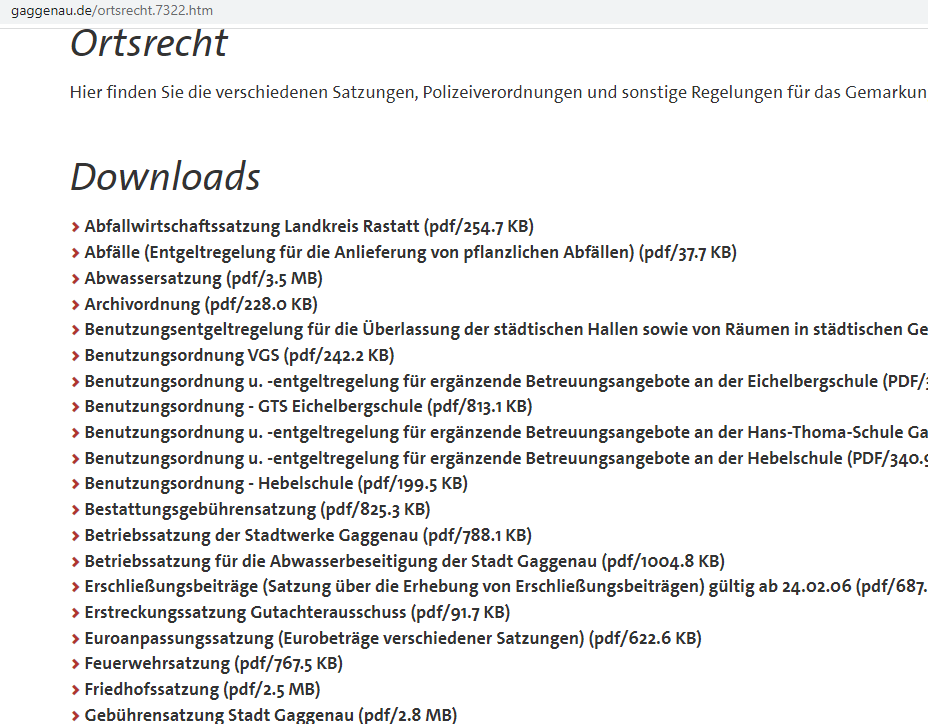 gaggenau.de/ortsrecht.7322.htm
Ortsrecht
Hier finden Sie die verschiedenen Satzungen, Polizeiverordnungen und sonstige Regelungen für das Gemarkun
Downloads
Abfallwirtschaftssatzung Landkreis Rastatt (pdf/254.7 KB)
Abfälle (Entgeltregelung für die Anlieferung von pflanzlichen Abfällen) (pdf/37.7 KB)
Abwassersatzung (pdf/3.5 MB)
Archivordnung (pdf/228.0 KB)
Benutzungsentgeltregelung für die Überlassung der städtischen Hallen sowie von Räumen in städtischen Ge
Benutzungsordnung VGS (pdf/242.2 KB)
Benutzungsordnung u. -entgeltregelung für ergänzende Betreuungsangebote an der Eichelbergschule (PDF/3
Benutzungsordnung - GTS Eichelbergschule (pdf/813.1 KB)
Benutzungsordnung u. -entgeltregelung für ergänzende Betreuungsangebote an der Hans-Thoma-Schule Ga
Benutzungsordnung u. -entgeltregelung für ergänzende Betreuungsangebote an der Hebelschule (PDF/340.9
Benutzungsordnung - Hebelschule (pdf/199.5 KB)
Bestattungsgebührensatzung (pdf/825.3 KB)
Betriebssatzung der Stadtwerke Gaggenau (pdf/788.1 KB)
Betriebssatzung für die Abwasserbeseitigung der Stadt Gaggenau (pdf/1004.8 KB)
Erschließungsbeiträge (Satzung über die Erhebung von Erschließungsbeiträgen) gültig ab 24.02.06 (pdf/687.
Erstreckungssatzung Gutachterausschuss (pdf/91.7 KB)
Euroanpassungssatzung (Eurobeträge verschiedener Satzungen) (pdf/622.6 KB)
Feuerwehrsatzung (pdf/767.5 KB)
Friedhofssatzung (pdf/2.5 MB)
Gebührensatzung Stadt Gaggenau (pdf/2.8 MB)